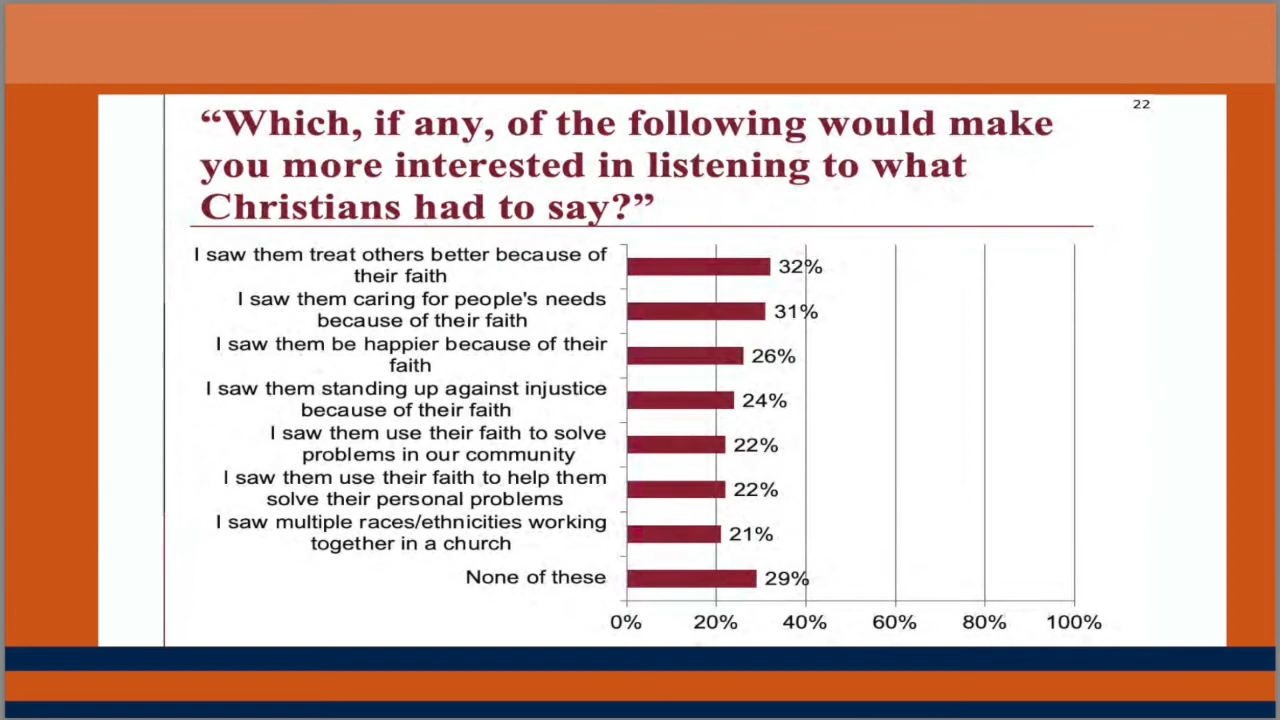 22
“Which, if any, of the following would make
you more interested in listening to what
Christians had to say?”
I saw them treat others better because of
their faith
32%
I saw them caring for people's needs
because of their faith
31%
I saw them be happier because of their
faith
26%
I saw them standing up against injustice
because of their faith
24%
I saw them use their faith to solve
problems in our community
22%
I saw them use their faith to help them
solve their personal problems
22%
I saw multiple races/ethnicities working
together in a church
21%
None of these
29%
0% 20% 40% 60% 80% 100%